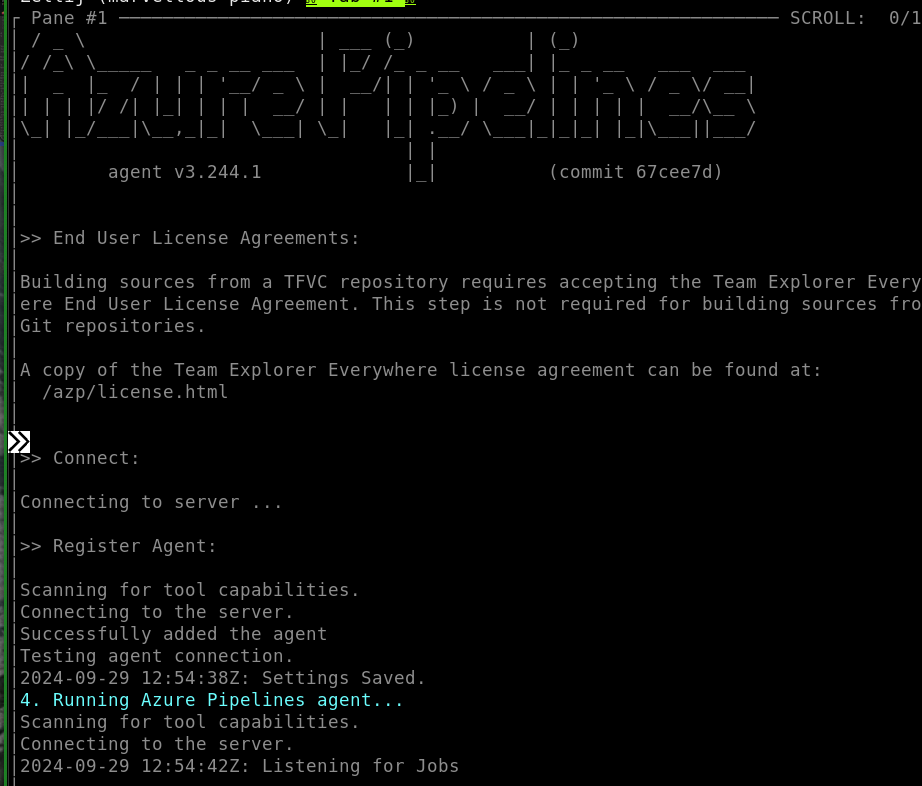 Zellij (marvellous-piano) Tab #1
Pane #1 SCROLL: 0/1
AzurePipelines
agent v3.244.1 (commit 67cee7d)
>> End User License Agreements:
Building sources from a TFVC repository requires accepting the Team Explorer Every
ere End User License Agreement. This step is not required for building sources fro
Git repositories.
A copy of the Team Explorer Everywhere license agreement can be found at:
/azp/license.html
>> Connect:
Connecting to server ...
>> Register Agent:
Scanning for tool capabilities.
Connecting to the server.
Successfully added the agent
Testing agent connection.
2024-09-29 12:54:38Z: Settings Saved.
4. Running Azure Pipelines agent...
Scanning for tool capabilities.
Connecting to the server.
2024-09-29 12:54:42Z: Listening for Jobs